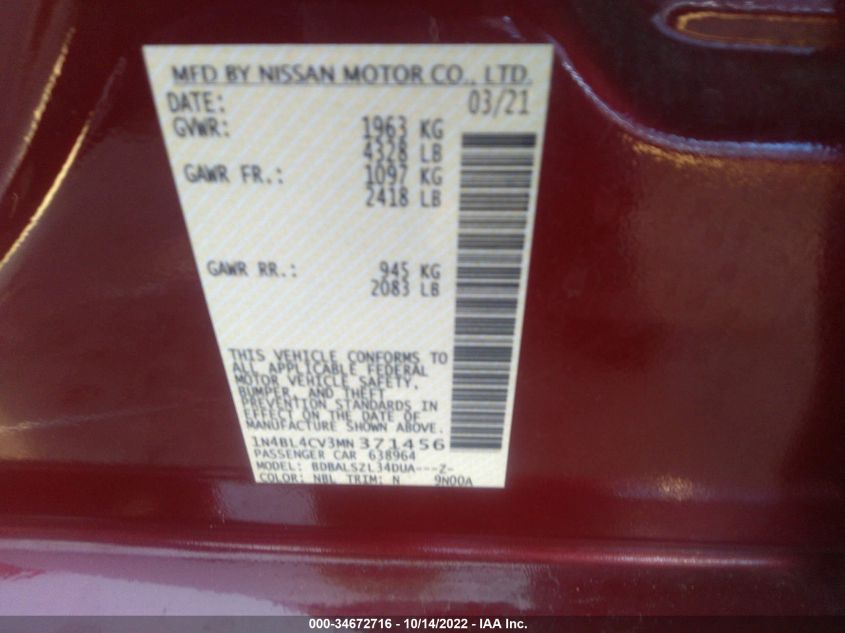 MFD BY NISSAN MOTOR CO., LTD.
DATE: 03/21
GVWR: 1963 KG
4328 LB
GAWR FR.: 1097 KG
2418 LB
GAWR RR.: 945 KG
2083 LB
THIS VEHICLE CONFORMS TO
ALL APPLICABLE FEDERAL
MOTOR VEHICLE SAFETY,
BUMPER, AND THEFT
PREVENTION STANDARDS IN
EFFECT ON THE DATE OF
MANUFACTURE SHOWN ABOVE.
1N4BL4CV3MN371456
PASSENGER CAR 638964
MODEL: BDBALSZL34DUA---Z-
COLOR: NBL TRIM: N 9N00A
000-34672716 - 10/14/2022 - IAA Inc.